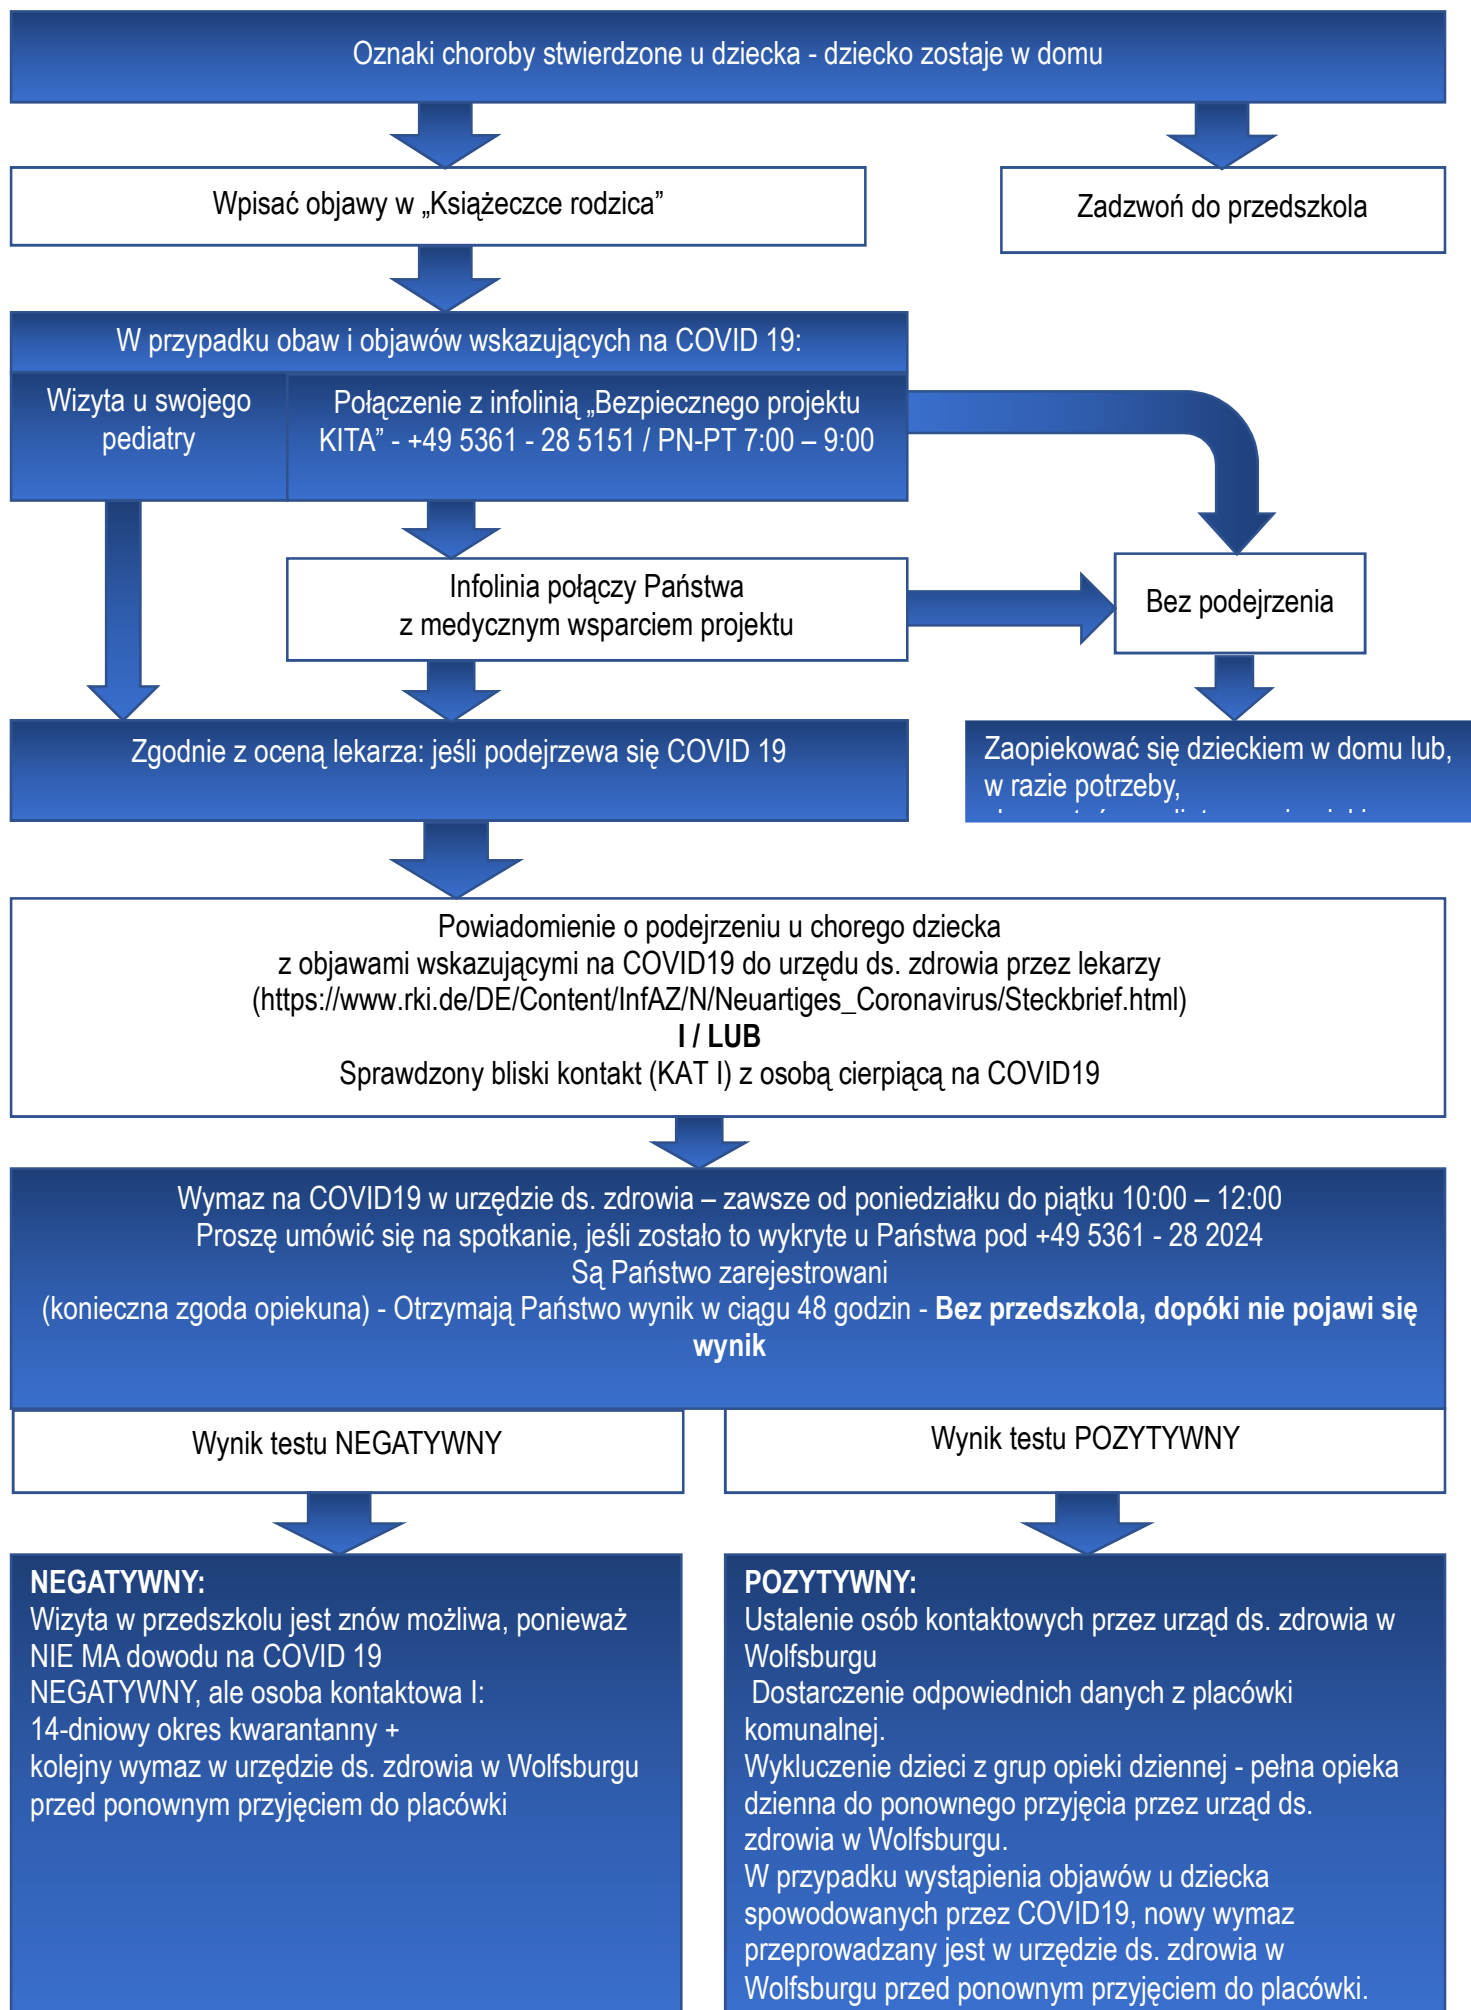 Oznaki choroby stwierdzone u dziecka - dziecko zostaje w domu
Wpisać objawy w „Książeczce rodzica”
Zadzwoń do przedszkola
W przypadku obaw i objawów wskazujących na COVID 19:
Wizyta u swojego
pediatry
Połączenie z infolinią „Bezpiecznego projektu
KITA” - +49 5361 - 28 5151 / PN-PT 7:00 – 9:00
Infolinia połączy Państwa
z medycznym wsparciem projektu
Bez podejrzenia
Zgodnie z oceną lekarza: jeśli podejrzewa się COVID 19
Zaopiekować się dzieckiem w domu lub,
w razie potrzeby,
Powiadomienie o podejrzeniu u chorego dziecka
z objawami wskazującymi na COVID19 do urzędu ds. zdrowia przez lekarzy
(https://www.rki.de/DE/Content/InfAZ/N/Neuartiges_Coronavirus/Steckbrief.html)
I / LUB
Sprawdzony bliski kontakt (KAT I) z osobą cierpiącą na COVID19
Wymaz na COVID19 w urzędzie ds. zdrowia – zawsze od poniedziałku do piątku 10:00 – 12:00
Proszę umówić się na spotkanie, jeśli zostało to wykryte u Państwa pod +49 5361 - 28 2024
Są Państwo zarejestrowani
(konieczna zgoda opiekuna) - Otrzymają Państwo wynik w ciągu 48 godzin - Bez przedszkola, dopóki nie pojawi się
wynik
Wynik testu NEGATYWNY
Wynik testu POZYTYWNY
NEGATYWNY:
Wizyta w przedszkolu jest znów możliwa, ponieważ
NIE MA dowodu na COVID 19
NEGATYWNY, ale osoba kontaktowa I:
14-dniowy okres kwarantanny +
kolejny wymaz w urzędzie ds. zdrowia w Wolfsburgu
przed ponownym przyjęciem do placówki
POZYTYWNY:
Ustalenie osób kontaktowych przez urząd ds. zdrowia w
Wolfsburgu
Dostarczenie odpowiednich danych z placówki
komunalnej.
Wykluczenie dzieci z grup opieki dziennej - pełna opieka
dzienna do ponownego przyjęcia przez urząd ds.
zdrowia w Wolfsburgu.
W przypadku wystąpienia objawów u dziecka
spowodowanych przez COVID19, nowy wymaz
przeprowadzany jest w urzędzie ds. zdrowia w
Wolfsburgu przed ponownym przyjęciem do placówki.